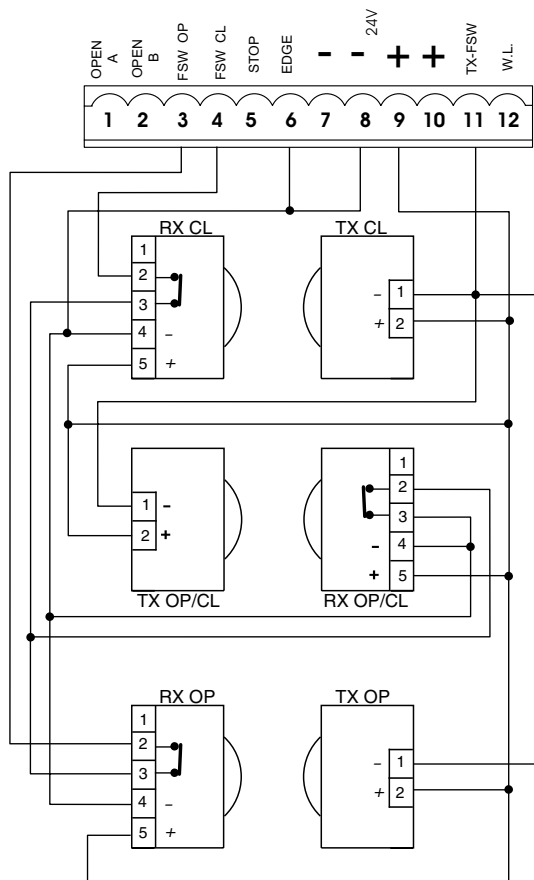 OPEN A
OPEN B
FSW OP
FSW CL
STOP
EDGE
-
-
24V
+
+
TX-FSW
W.L.
1 2 3 4 5 6 7 8 9 10 11 12
RX CL
1
2
3
4 -
5 +
TX CL
- 1
+ 2
1 -
2 +
TX OP/CL
1
2
3
- 4
+ 5
RX OP/CL
RX OP
1
2
3
4 -
5 +
TX OP
- 1
+ 2